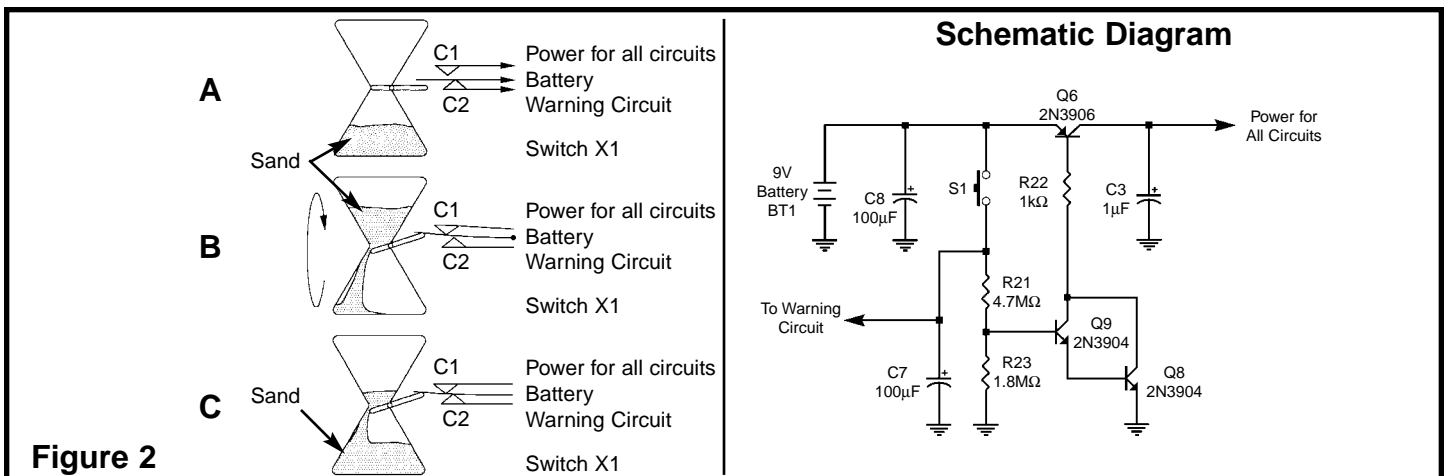 A
Sand
C1
Power for all circuits
Battery
C2
Warning Circuit
Switch X1
B
C1
Power for all circuits
Battery
C2
Warning Circuit
Switch X1
C
Sand
C1
Power for all circuits
Battery
C2
Warning Circuit
Switch X1
Figure 2
Schematic Diagram
Q6
2N3906
Power for
All Circuits
9V
Battery
BT1
+
C8
100µF
S1
R22
1kΩ
+
C3
1µF
R21
4.7MΩ
To Warning
Circuit
Q9
2N3904
+
C7
100µF
R23
1.8MΩ
Q8
2N3904